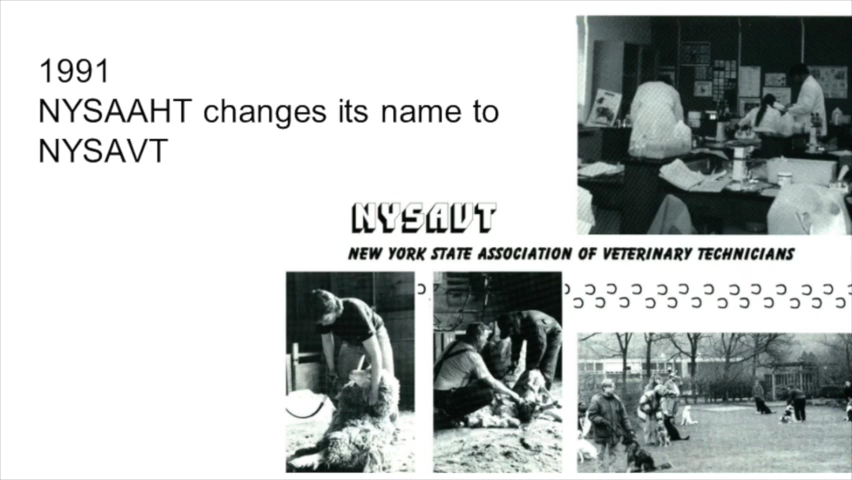 1991
NYSAAHT changes its name to
NYSAVT
NYSAVT
NEW YORK STATE ASSOCIATION OF VETERINARY TECHNICIANS